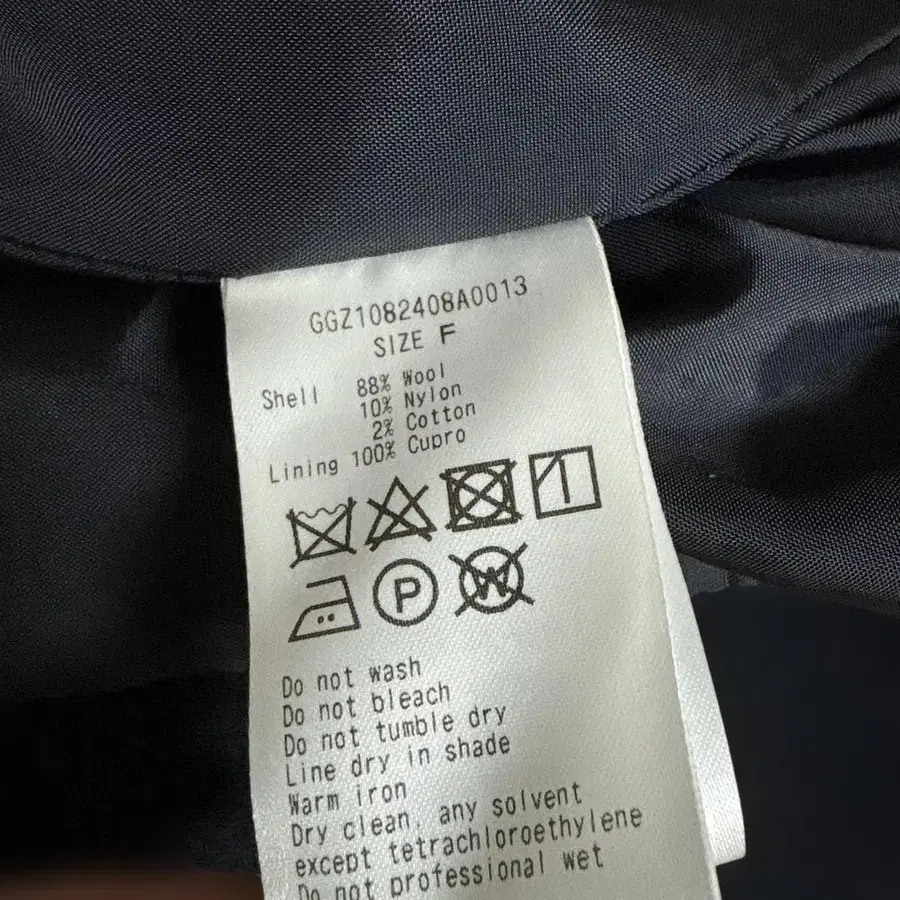 GGZ1082408A0013
SIZE F
Shell 88% Wool
10% Nylon
2% Cotton
Lining 100% Cupro
P
W
Do not wash
Do not bleach
Do not tumble dry
Line dry in shade
Warm iron
Dry clean, any solvent
except tetrachloroethylene
Do not professional wet